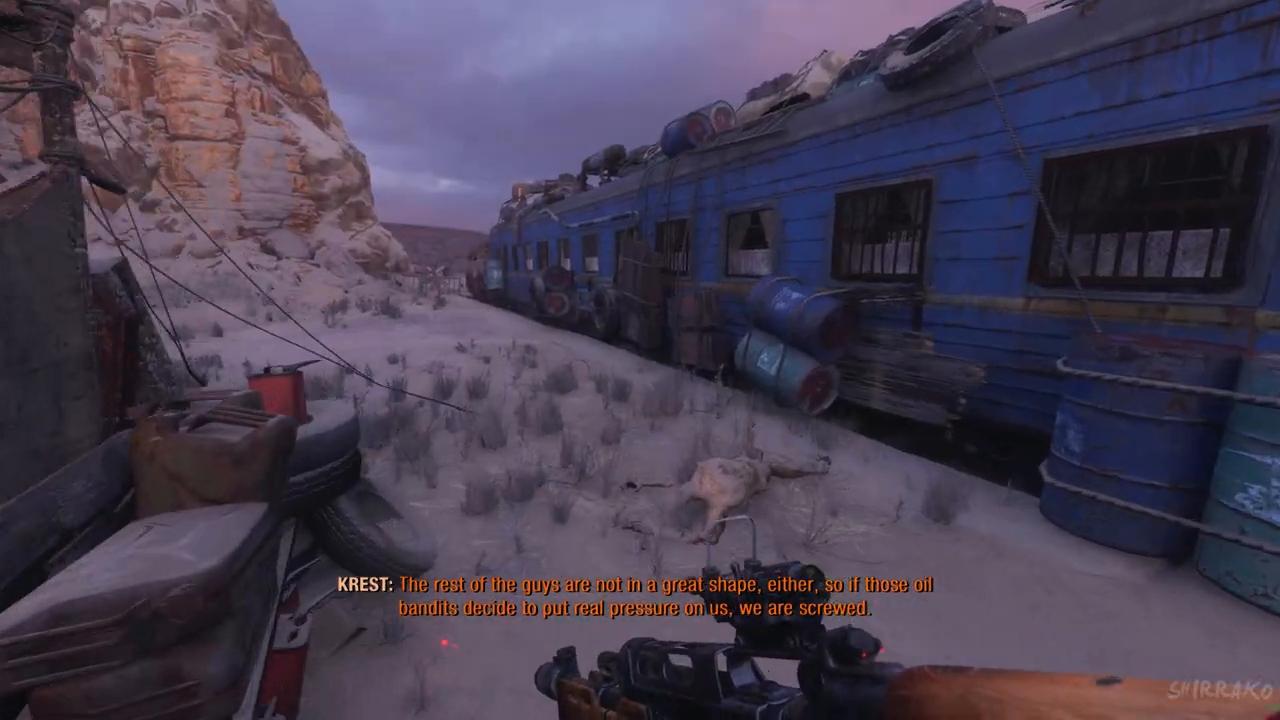 KREST: The rest of the guys are not in a great shape, either, so if those oil
bandits decide to put real pressure on us, we are screwed.
SHIRRAKO